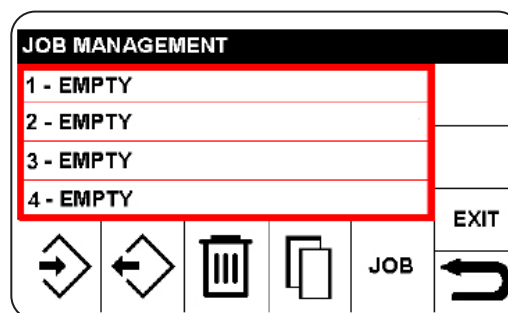 JOB MANAGEMENT
1 - EMPTY
2 - EMPTY
3 - EMPTY
4 - EMPTY
EXIT
JOB